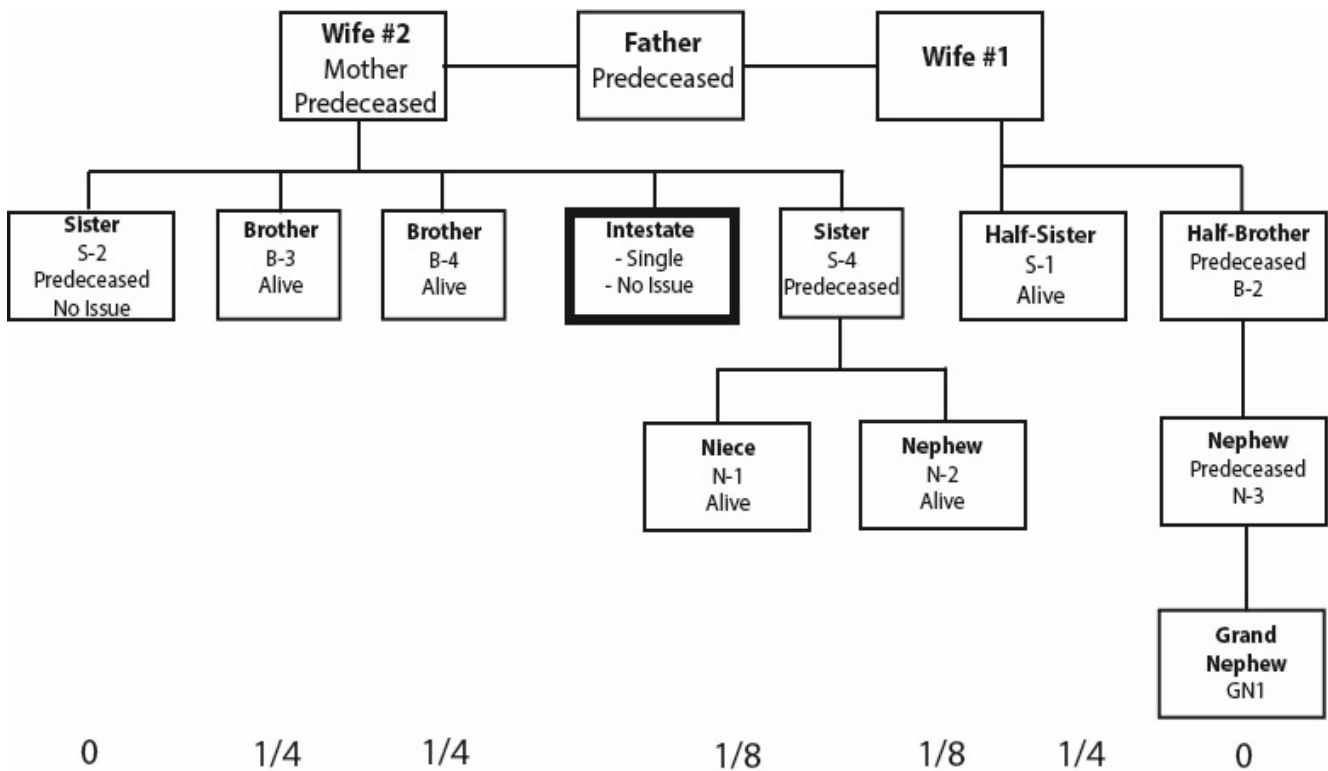 Wife #2
Mother
Predeceased
Father
Predeceased
Wife #1
Sister
S-2
Predeceased
No Issue
Brother
B-3
Alive
Brother
B-4
Alive
Intestate
- Single
- No Issue
Sister
S-4
Predeceased
Half-Sister
S-1
Alive
Half-Brother
Predeceased
B-2
Niece
N-1
Alive
Nephew
N-2
Alive
Nephew
Predeceased
N-3
Grand
Nephew
GN1
0 1/4 1/4 1/8 1/8 1/4 0